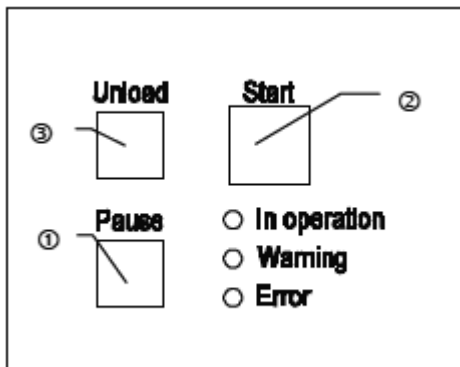 Unload Start
③ ②
Pause
① In operation
Warning
Error